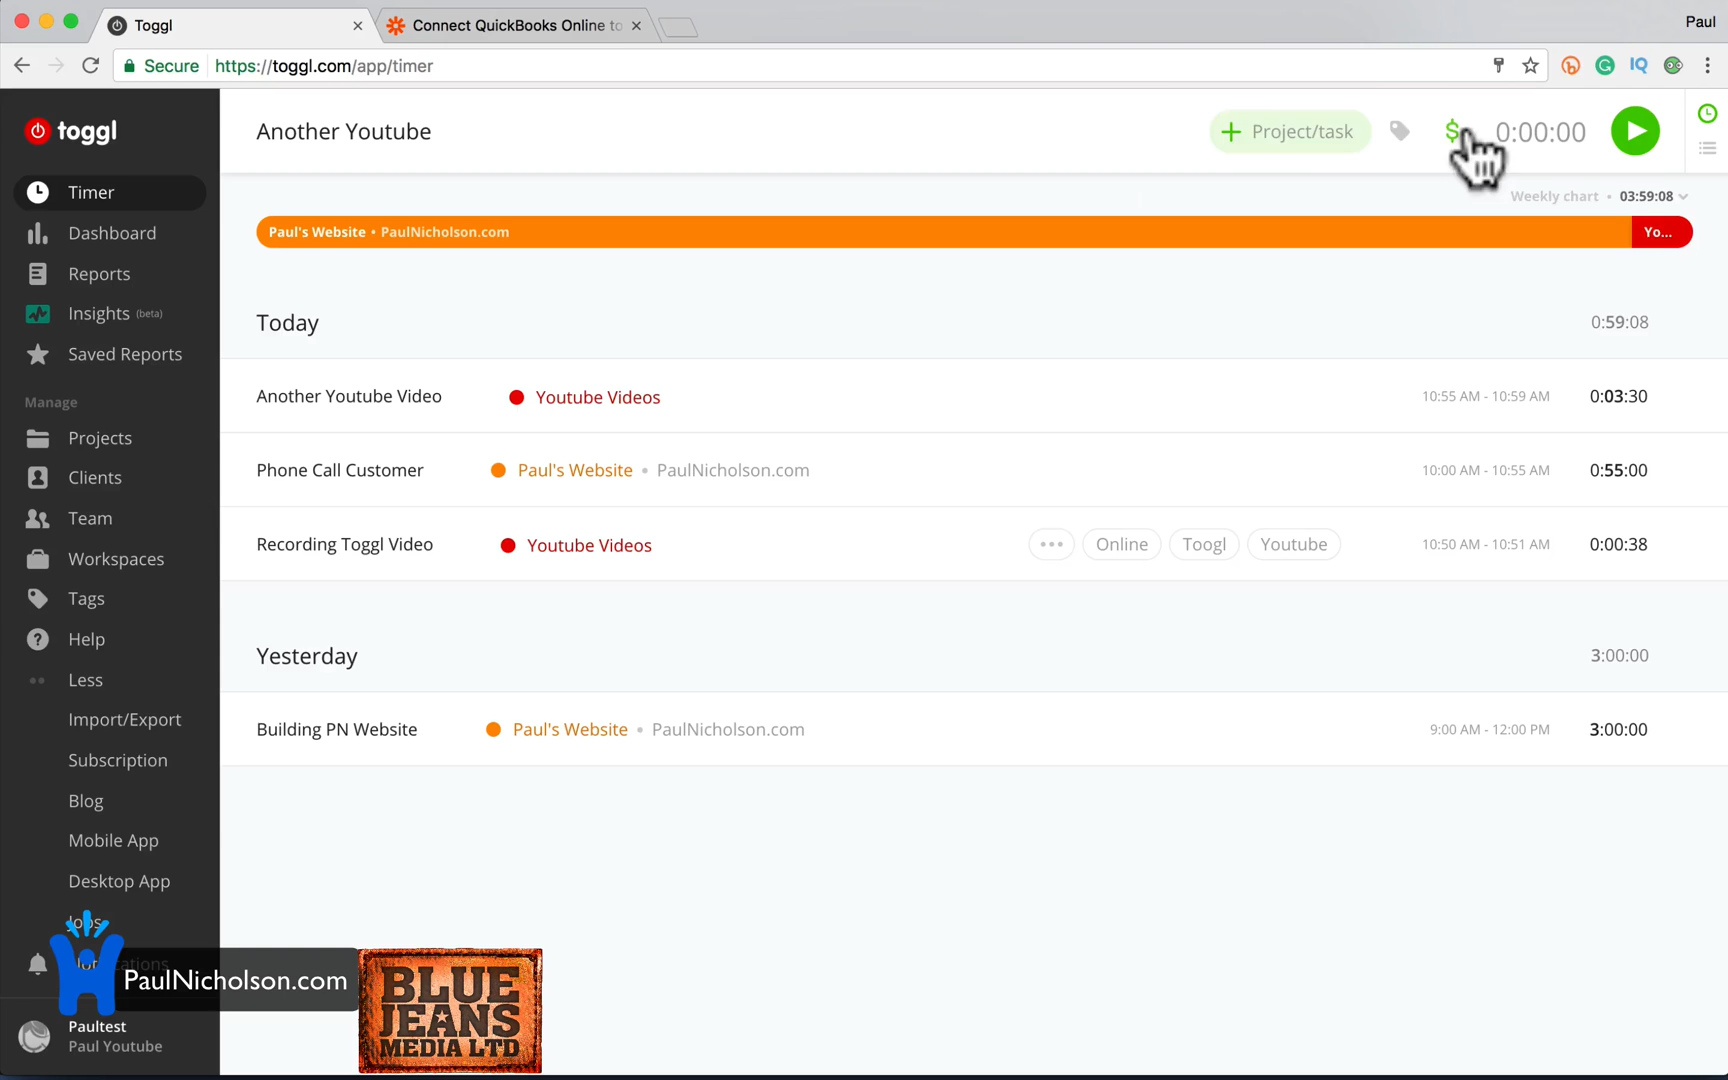 Toggl
Connect QuickBooks Online to
Paul
Secure
https://toggl.com/app/timer
toggl
Another Youtube
+ Project/task
$
0:00:00
Weekly chart • 03:59:08
Paul's Website • PaulNicholson.com
Yo...
Timer
Dashboard
Reports
Insights (beta)
Saved Reports
Manage
Projects
Clients
Team
Workspaces
Tags
Help
Less
Import/Export
Subscription
Blog
Mobile App
Desktop App
Jobs
Paultest
Paul Youtube
Today
0:59:08
Another Youtube Video
Youtube Videos
10:55 AM - 10:59 AM
0:03:30
Phone Call Customer
Paul's Website • PaulNicholson.com
10:00 AM - 10:55 AM
0:55:00
Recording Toggl Video
Youtube Videos
••• Online Toogl Youtube
10:50 AM - 10:51 AM
0:00:38
Yesterday
3:00:00
Building PN Website
Paul's Website • PaulNicholson.com
9:00 AM - 12:00 PM
3:00:00
PaulNicholson.com
BLUE
JEANS
MEDIA LTD